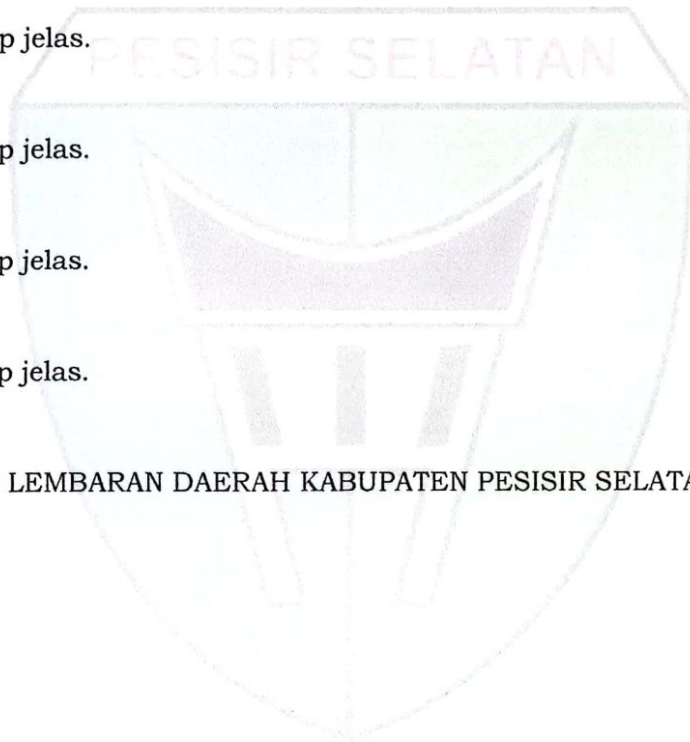 p jelas.
PESISIR SELATAN
p jelas.
p jelas.
p jelas.
LEMBARAN DAERAH KABUPATEN PESISIR SELATA